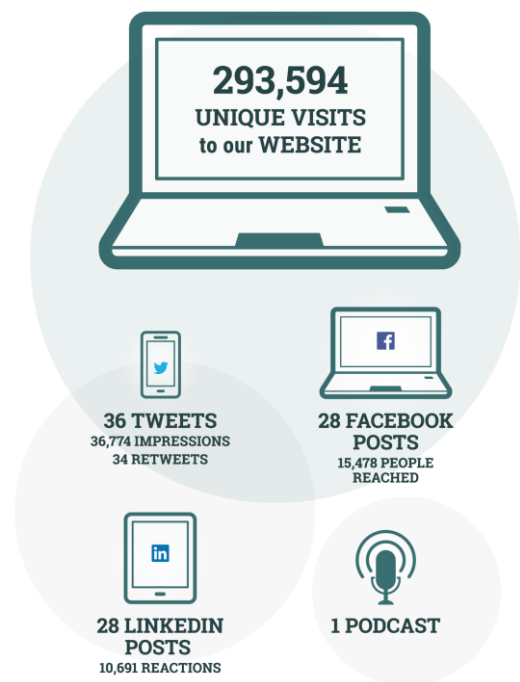 293,594
UNIQUE VISITS
to our WEBSITE
36 TWEETS
36,774 IMPRESSIONS
34 RETWEETS
f
28 FACEBOOK
POSTS
15,478 PEOPLE
REACHED
in
28 LINKEDIN
POSTS
10,691 REACTIONS
1 PODCAST